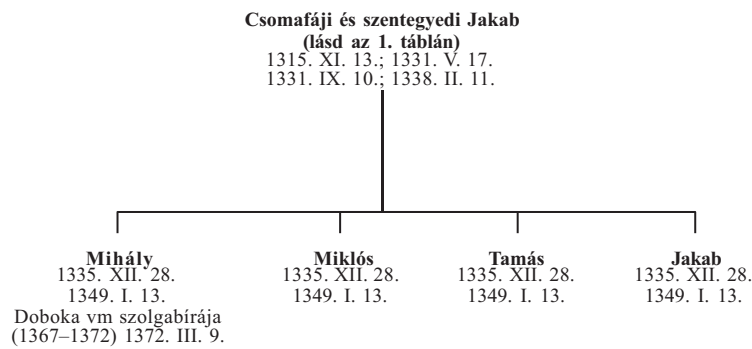 Csomafáji és szentegyedi Jakab
(lásd az 1. táblán)
1315. XI. 13.; 1331. V. 17.
1331. IX. 10.; 1338. II. 11.
Mihály
1335. XII. 28.
1349. I. 13.
Doboka vm szolgabírája
(1367–1372) 1372. III. 9.
Miklós
1335. XII. 28.
1349. I. 13.
Tamás
1335. XII. 28.
1349. I. 13.
Jakab
1335. XII. 28.
1349. I. 13.